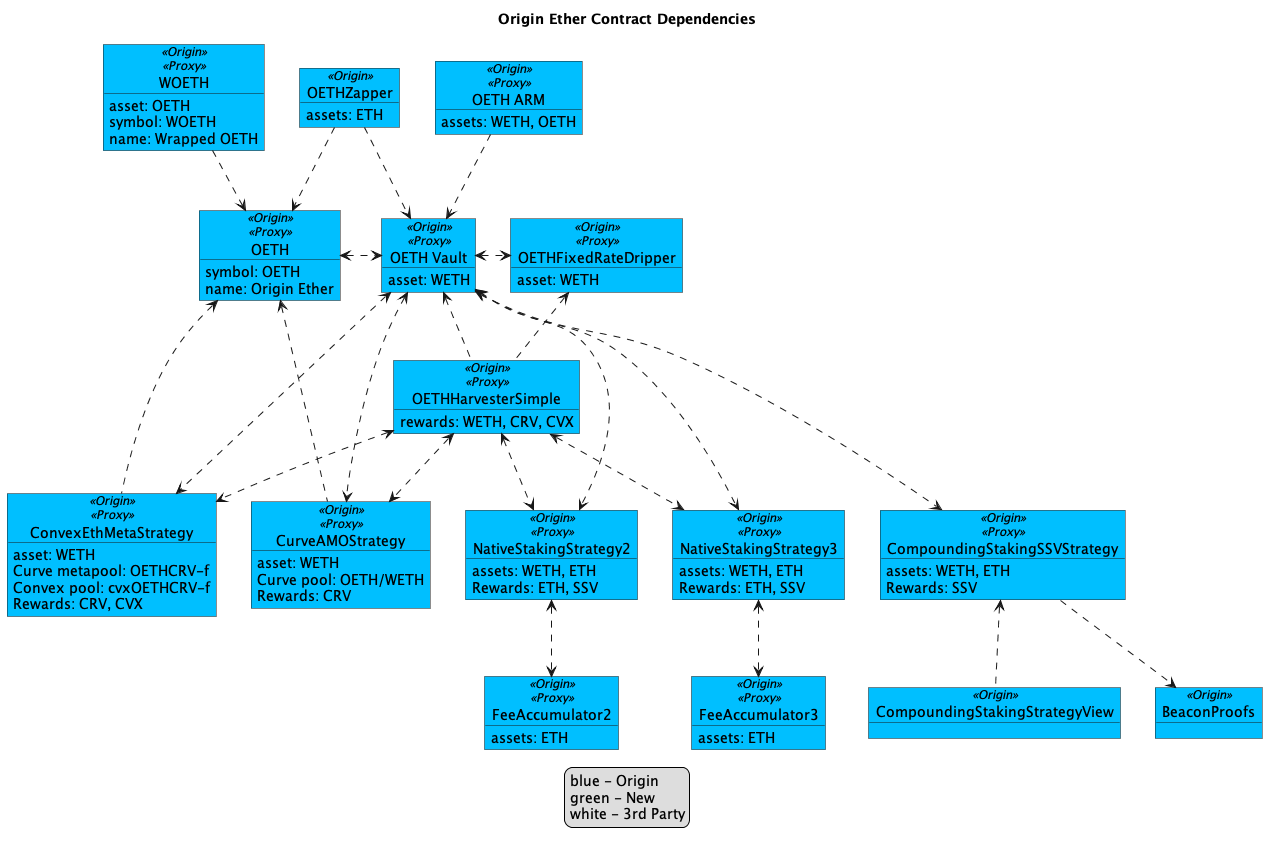 Origin Ether Contract Dependencies
«Origin»
«Proxy»
WOETH
asset: OETH
symbol: WOETH
name: Wrapped OETH
«Origin»
OETHZapper
assets: ETH
«Origin»
«Proxy»
OETH ARM
assets: WETH, OETH
«Origin»
«Proxy»
OETH
symbol: OETH
name: Origin Ether
«Origin»
«Proxy»
OETH Vault
asset: WETH
«Origin»
«Proxy»
OETHFixedRateDripper
asset: WETH
«Origin»
«Proxy»
OETHHarvesterSimple
rewards: WETH, CRV, CVX
«Origin»
«Proxy»
ConvexEthMetaStrategy
asset: WETH
Curve metapool: OETHCRV-f
Convex pool: cvxOETHCRV-f
Rewards: CRV, CVX
«Origin»
«Proxy»
CurveAMOStrategy
asset: WETH
Curve pool: OETH/WETH
Rewards: CRV
«Origin»
«Proxy»
NativeStakingStrategy2
assets: WETH, ETH
Rewards: ETH, SSV
«Origin»
«Proxy»
NativeStakingStrategy3
assets: WETH, ETH
Rewards: ETH, SSV
«Origin»
«Proxy»
CompoundingStakingSSVStrategy
assets: WETH, ETH
Rewards: SSV
«Origin»
«Proxy»
FeeAccumulator2
assets: ETH
«Origin»
«Proxy»
FeeAccumulator3
assets: ETH
«Origin»
CompoundingStakingStrategyView
«Origin»
BeaconProofs
blue - Origin
green - New
white - 3rd Party